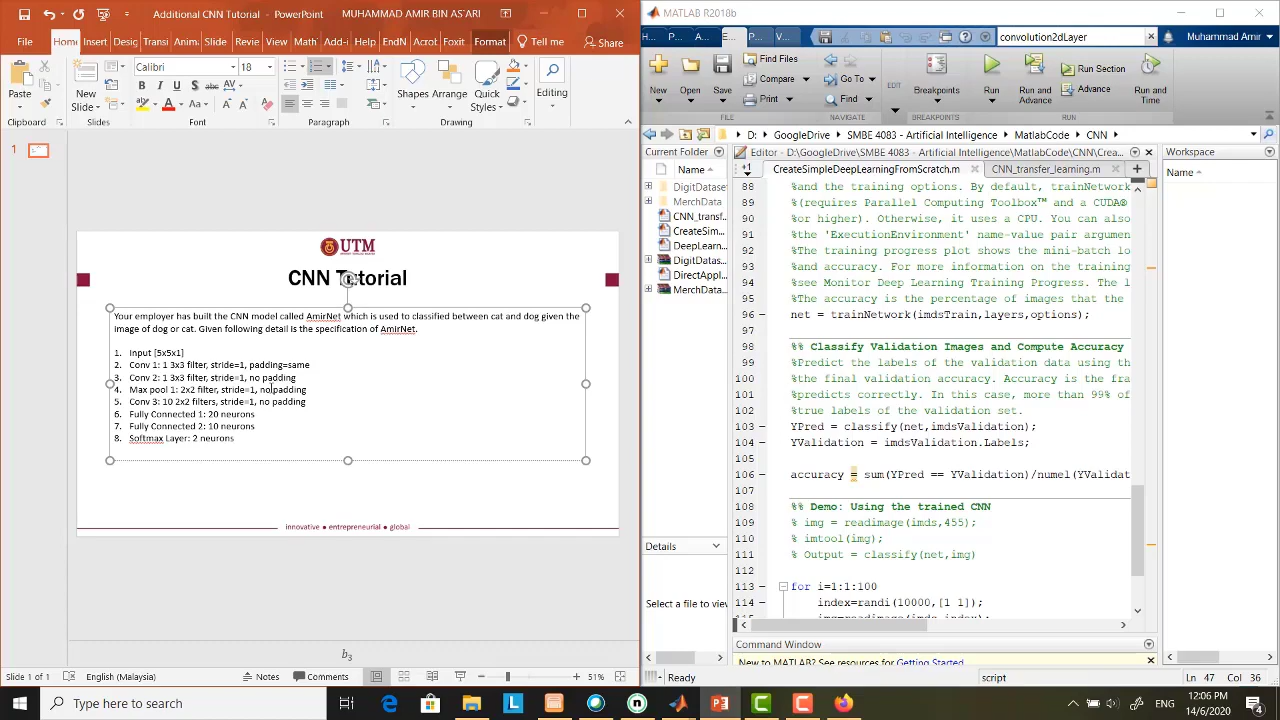 Additional CNN Tutorial - PowerPoint
MUHAMMAD AMIR BIN AS'ARI
Home Inser Draw Desig Trans Anim Slide Revie View Math Add-i EndN Acrot Foxit Format Tell me Share
Calibri
Paste
New Slide
Shapes Arrange Quick Styles
Editing
Clipboard Slides Font Paragraph Drawing
1
UTM
CNN Tutorial
Your employer has built the CNN model called AmirNet which is used to classified between cat and dog given the
image of dog or cat. Given following detail is the specification of AmirNet.
1. Input [5x5x1]
2. Conv 1: 1 3x3 filter, stride=1, padding=same
3. Conv 2: 1 3x3 filter, stride=1, no padding
4. Max pool 1: 2x2 filter, stride=1, no padding
5. Conv 3: 10 2x2 filters, stride=1, no padding
6. Fully Connected 1: 20 neurons
7. Fully Connected 2: 10 neurons
8. Softmax Layer: 2 neurons
innovative ● entrepreneurial ● global
b3
Slide 1 of 1 English (Malaysia) Notes Comments 51%
MATLAB R2018b
H... P... A... E... P... V...
convolution2dLayer
Muhammad Amir
New Open Save
Find Files
Compare
Print
Go To
Find
EDIT
Breakpoints
Run
Run and Advance
Run Section
Advance
Run and Time
FILE NAVIGATE BREAKPOINTS RUN
D: GoogleDrive SMBE 4083 - Artificial Intelligence MatlabCode CNN
Current Folder
Name
DigitDataset
MerchData
CNN_transf...
CreateSim...
DeepLearn...
DigitDatas...
DirectAppl...
MerchData...
Details
Select a file to view
Editor - D:\GoogleDrive\SMBE 4083 - Artificial Intelligence\MatlabCode\CNN\Crea...
+1 CreateSimpleDeepLearningFromScratch.m CNN_transfer_learning.m
88 %and the training options. By default, trainNetwork
89 %(requires Parallel Computing Toolbox™ and a CUDA®
90 %or higher). Otherwise, it uses a CPU. You can also
91 %the 'ExecutionEnvironment' name-value pair argumen
92 %The training progress plot shows the mini-batch lo
93 %and accuracy. For more information on the training
94 %see Monitor Deep Learning Training Progress. The l
95 %The accuracy is the percentage of images that the
96 net = trainNetwork(imdsTrain,layers,options);
97
98 %% Classify Validation Images and Compute Accuracy
99 %Predict the labels of the validation data using th
100 %the final validation accuracy. Accuracy is the fra
101 %predicts correctly. In this case, more than 99% of
102 %true labels of the validation set.
103 YPred = classify(net,imdsValidation);
104 YValidation = imdsValidation.Labels;
105
106 accuracy = sum(YPred == YValidation)/numel(YValidat
107
108 %% Demo: Using the trained CNN
109 % img = readimage(imds,455);
110 % imtool(img);
111 % Output = classify(net,img)
112
113 for i=1:1:100
114 index=randi(10000,[1 1]);
Command Window
New to MATLAB? See resources for Getting Started.
Workspace
Name
Ready script Ln 47 Col 36
Type here to search
12:06 PM
14/6/2020